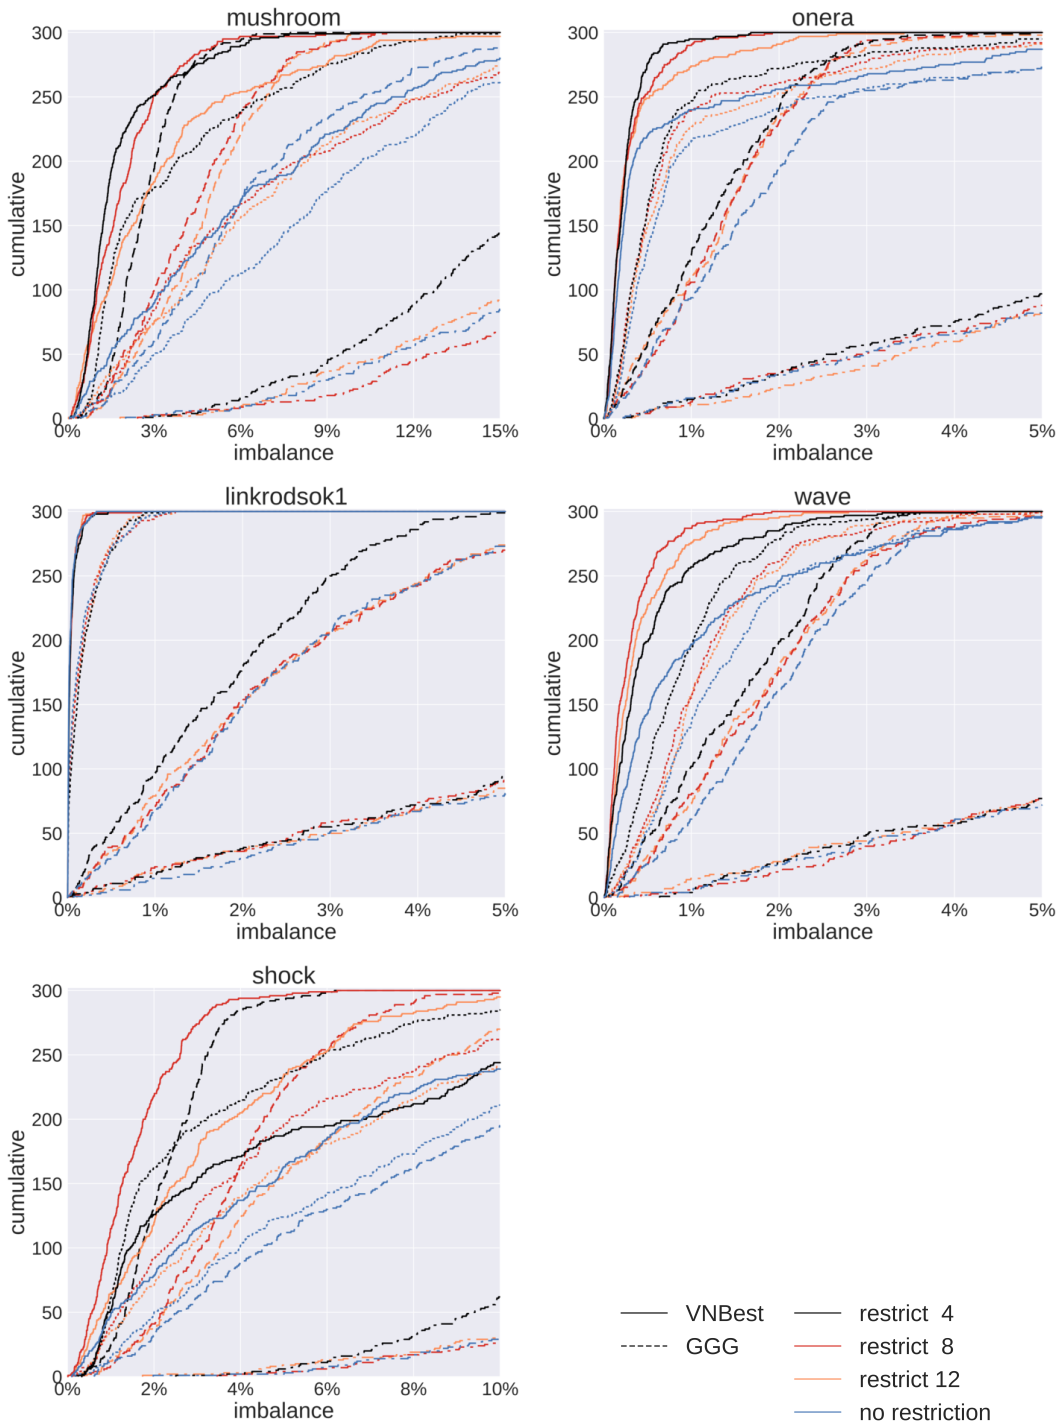 mushroom
300
250
200
150
100
50
0
cumulative
0% 3% 6% 9% 12% 15%
imbalance
onera
300
250
200
150
100
50
0
cumulative
0% 1% 2% 3% 4% 5%
imbalance
linkrodsok1
300
250
200
150
100
50
0
cumulative
0% 1% 2% 3% 4% 5%
imbalance
wave
300
250
200
150
100
50
0
cumulative
0% 1% 2% 3% 4% 5%
imbalance
shock
300
250
200
150
100
50
0
cumulative
0% 2% 4% 6% 8% 10%
imbalance
VNBest
GGG
restrict 4
restrict 8
restrict 12
no restriction